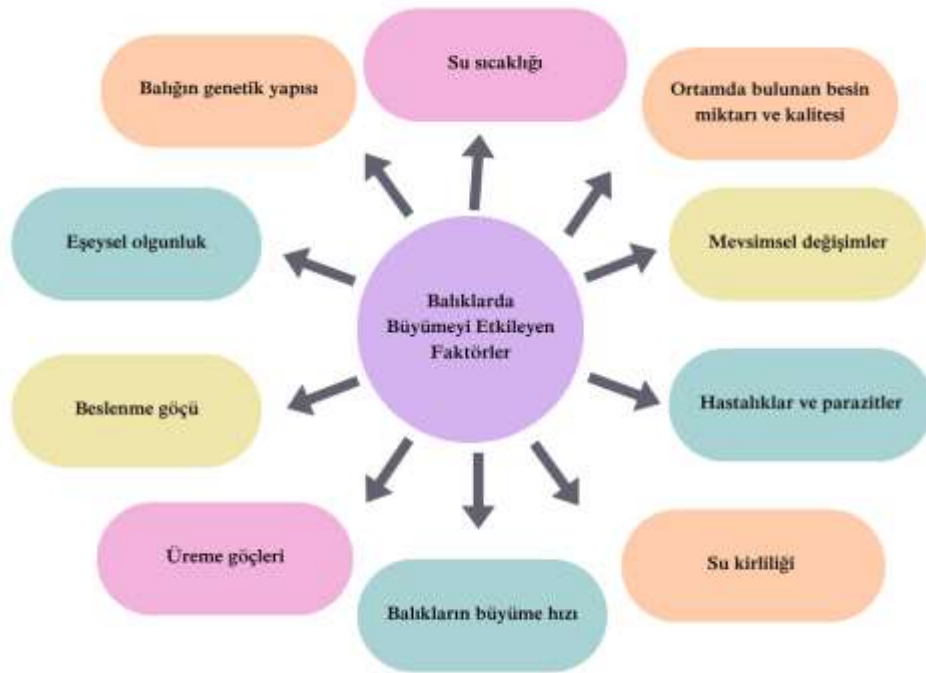 Su sıcaklığı
Balığın genetik yapısı
Ortamda bulunan besin
miktarı ve kalitesi
Eşeysel olgunluk
Mevsimsel değişimler
Balıklarda
Büyümeyi Etkileyen
Faktörler
Beslenme göçü
Hastalıklar ve parazitler
Üreme göçleri
Su kirliliği
Balıkların büyüme hızı